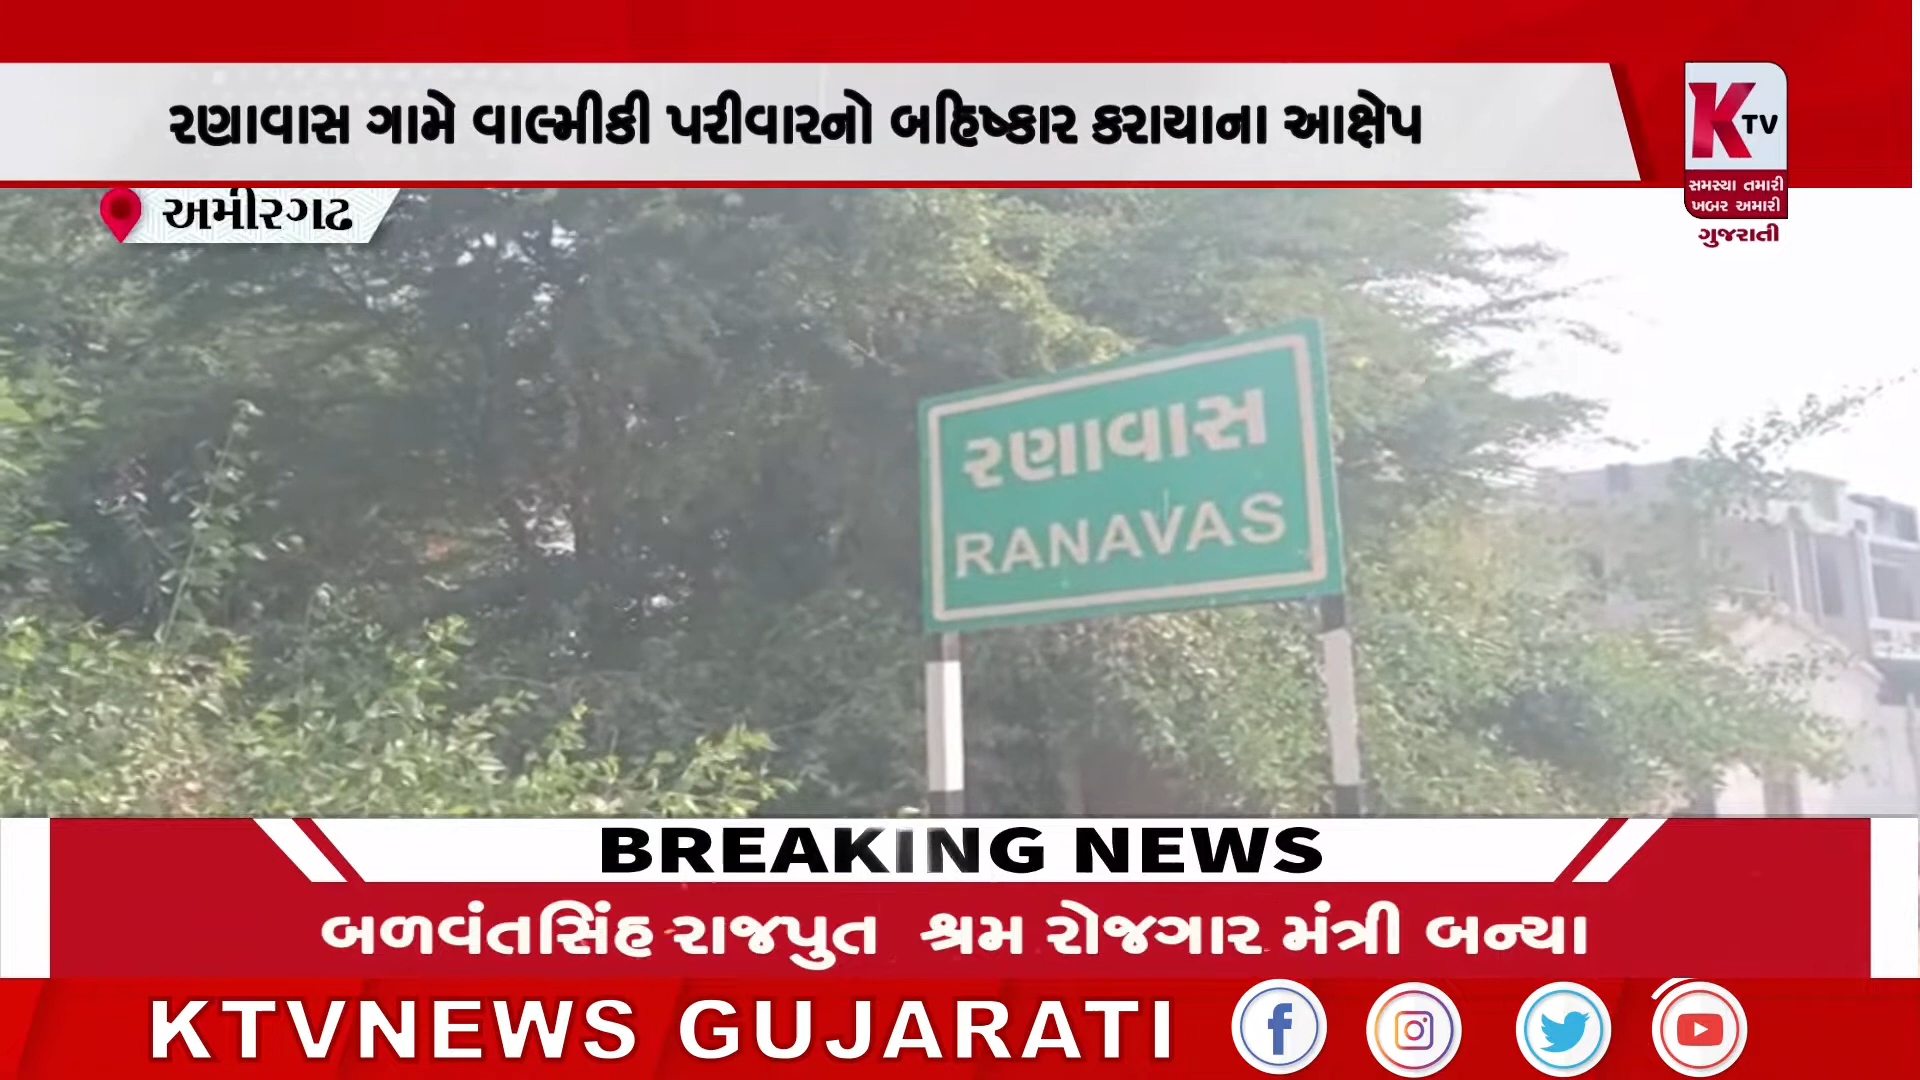 રણાવાસ ગામે વાલ્મીકી પરીવારનો બહિષ્કાર કરાયાના આક્ષેપ
K TV
સમસ્યા તમારી
ખબર અમારી
ગુજરાતી
અમીરગઢ
રણાવાસ
RANAVAS
BREAKING NEWS
બળવંતસિંહ રાજપુત શ્રમ રોજગાર મંત્રી બન્યા
KTVNEWS GUJARATI